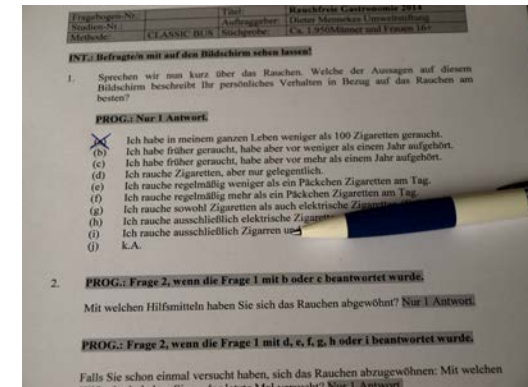 Fragebogen-Nr.: Titel: Rauchfreie Gastronomie 2014
Studien-Nr.: Auftraggeber: Dieter Mennekes Umweltstiftung
Methode: CLASSIC BUS Stichprobe: Ca. 1.950 Männer und Frauen 16+
INT.: Befragte/n mit auf den Bildschirm sehen lassen!
1. Sprechen wir nun kurz über das Rauchen. Welche der Aussagen auf diesem
Bildschirm beschreibt Ihr persönliches Verhalten in Bezug auf das Rauchen am
besten?
PROG.: Nur 1 Antwort.
(a) Ich habe in meinem ganzen Leben weniger als 100 Zigaretten geraucht.
(b) Ich habe früher geraucht, habe aber vor weniger als einem Jahr aufgehört.
(c) Ich habe früher geraucht, habe aber vor mehr als einem Jahr aufgehört.
(d) Ich rauche Zigaretten, aber nur gelegentlich.
(e) Ich rauche regelmäßig weniger als ein Päckchen Zigaretten am Tag.
(f) Ich rauche regelmäßig mehr als ein Päckchen Zigaretten am Tag.
(g) Ich rauche sowohl Zigaretten als auch elektrische
(h) Ich rauche ausschließlich elektrische
(i) Ich rauche ausschließlich Zigarren
(j) k.A.
2. PROG.: Frage 2, wenn die Frage 1 mit b oder c beantwortet wurde.
Mit welchen Hilfsmitteln haben Sie sich das Rauchen abgewöhnt? Nur 1 Antwort.
PROG.: Frage 2, wenn die Frage 1 mit d, e, f, g, h oder i beantwortet wurde.
Falls Sie schon einmal versucht haben, sich das Rauchen abzugewöhnen: Mit welchen